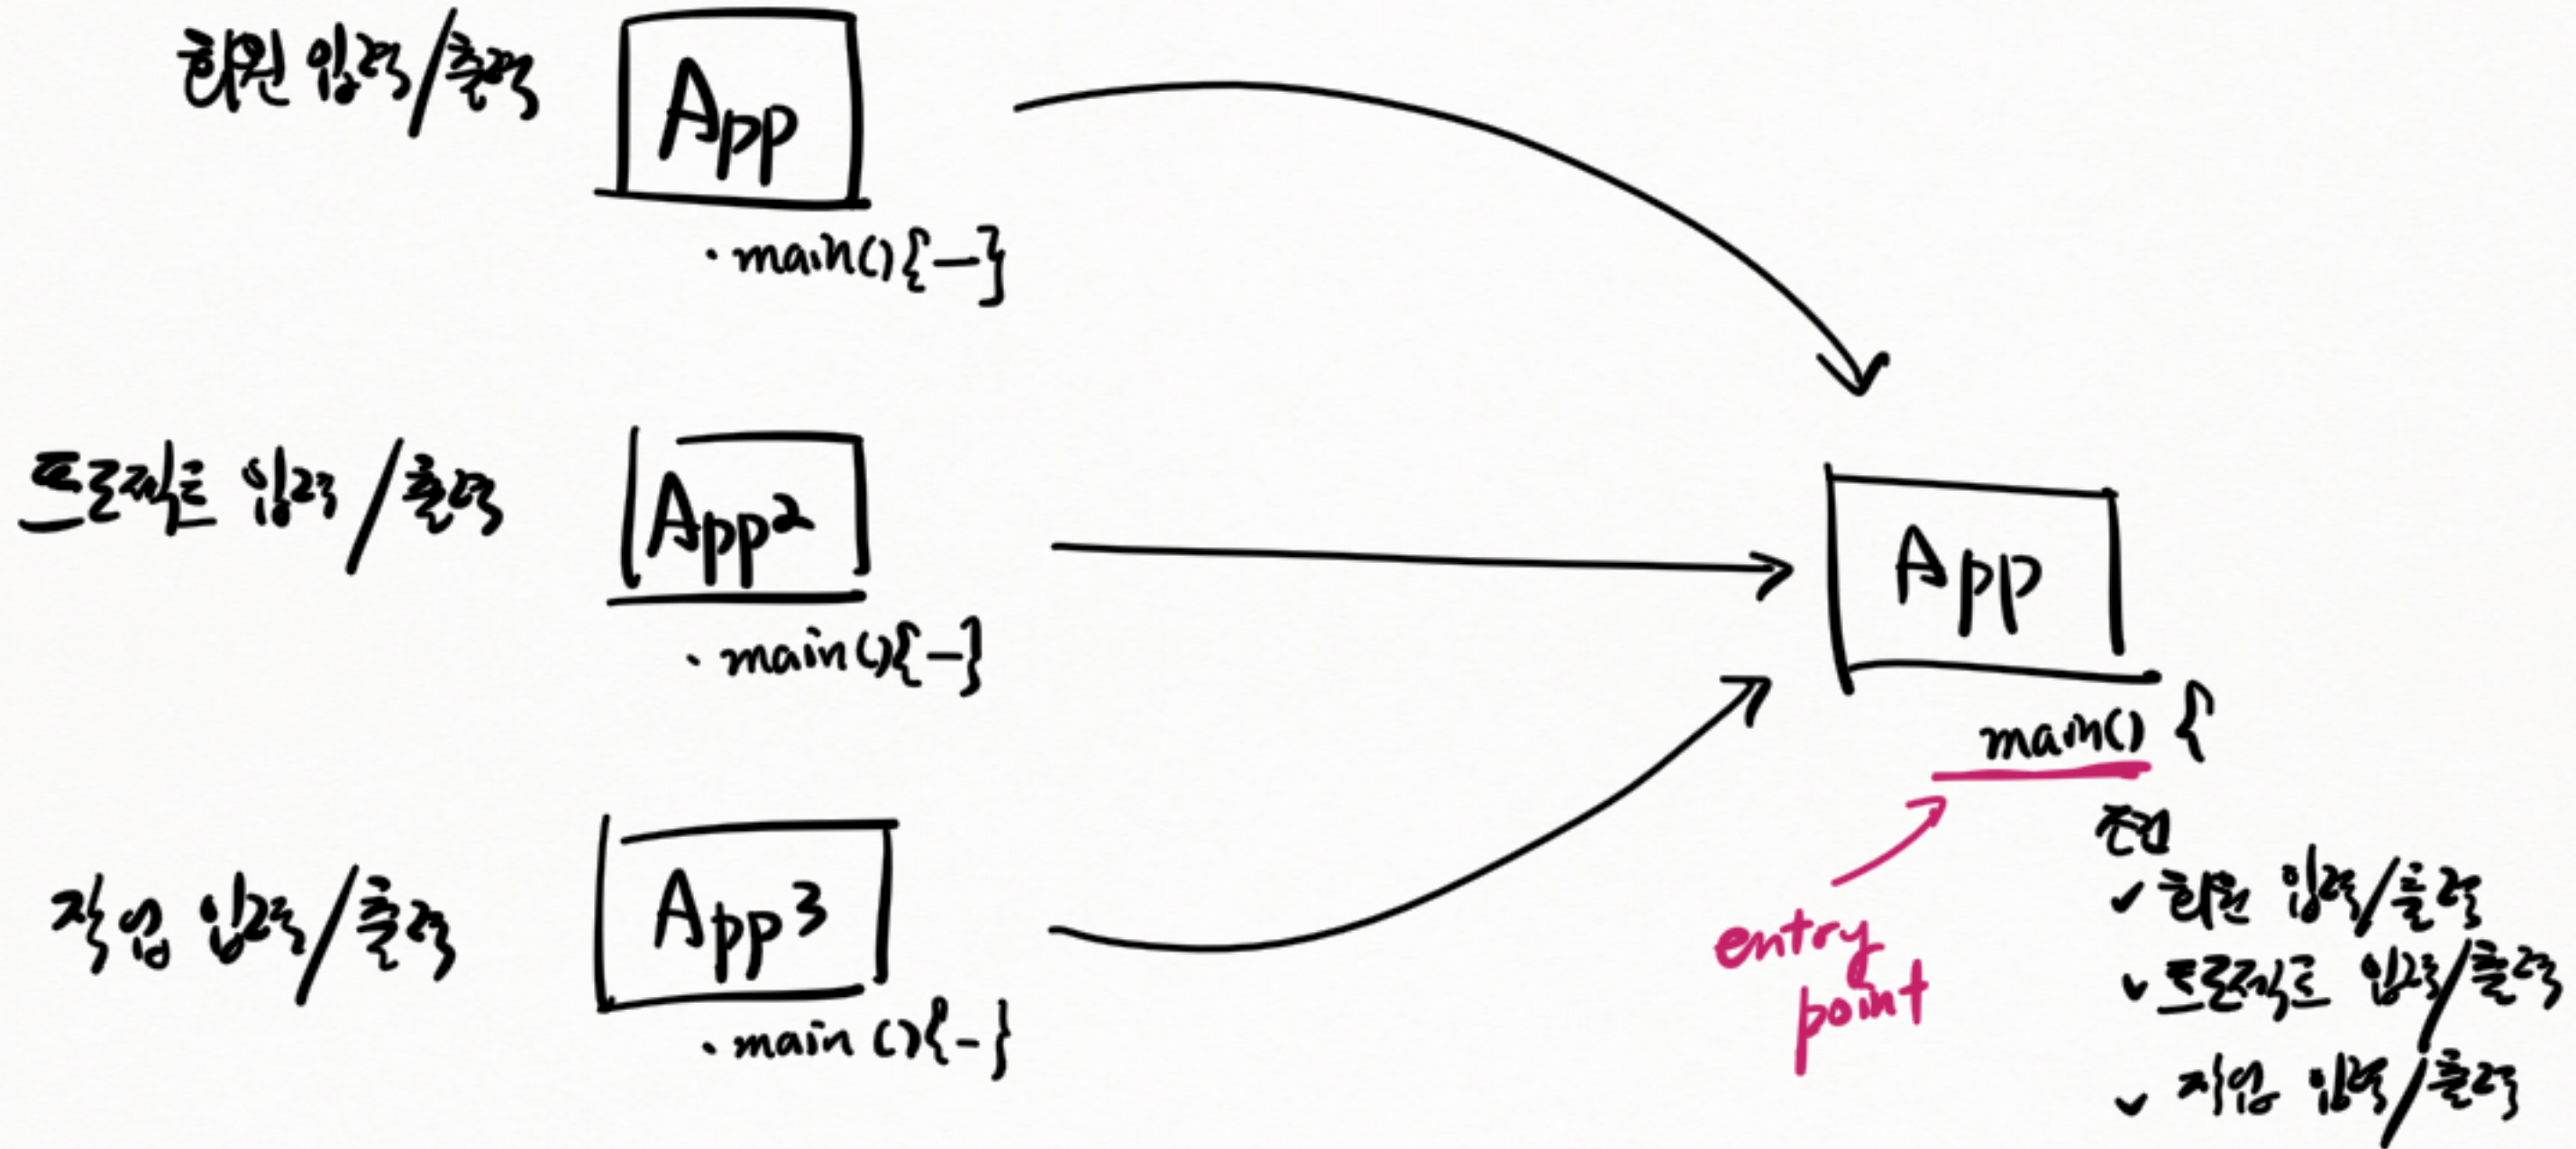 회원 입력/출력
App
· main(){–}
프로젝트 입력/출력
App2
· main(){–}
작업 입력/출력
App3
· main(){–}
App
main() {
조건
✓ 회원 입력/출력
✓ 프로젝트 입력/출력
✓ 작업 입력/출력
entry
point